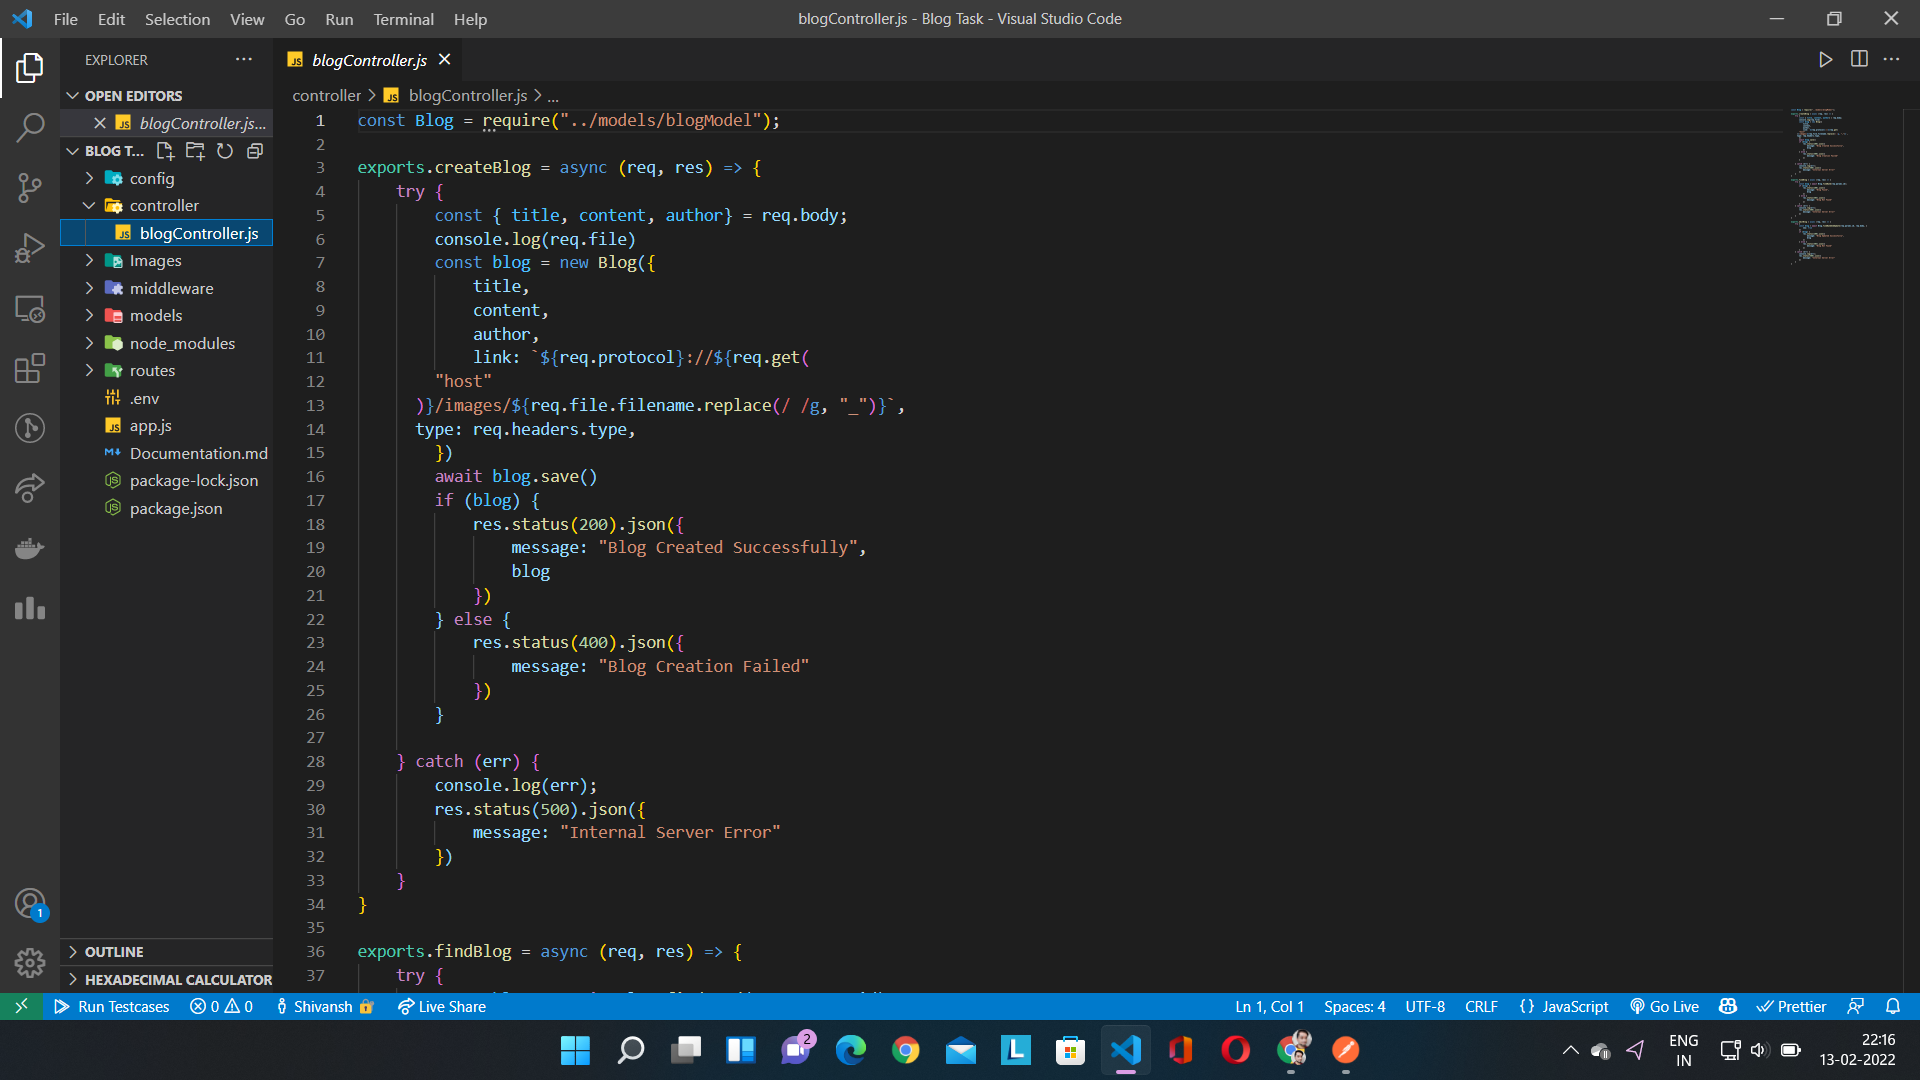 File Edit Selection View Go Run Terminal Help
blogController.js - Blog Task - Visual Studio Code
EXPLORER
OPEN EDITORS
blogController.js...
BLOG T...
config
controller
blogController.js
Images
middleware
models
node_modules
routes
.env
app.js
Documentation.md
package-lock.json
package.json
OUTLINE
HEXADECIMAL CALCULATOR
JS blogController.js
controller > JS blogController.js > ...
1 const Blog = require("../models/blogModel");
2
3 exports.createBlog = async (req, res) => {
4 try {
5 const { title, content, author} = req.body;
6 console.log(req.file)
7 const blog = new Blog({
8 title,
9 content,
10 author,
11 link: `${req.protocol}://${req.get(
12 "host"
13 )}/images/${req.file.filename.replace(/ /g, "_")}`,
14 type: req.headers.type,
15 })
16 await blog.save()
17 if (blog) {
18 res.status(200).json({
19 message: "Blog Created Successfully",
20 blog
21 })
22 } else {
23 res.status(400).json({
24 message: "Blog Creation Failed"
25 })
26 }
27
28 } catch (err) {
29 console.log(err);
30 res.status(500).json({
31 message: "Internal Server Error"
32 })
33 }
34 }
35
36 exports.findBlog = async (req, res) => {
37 try {
1
Run Testcases 0 0 Shivansh Live Share
Ln 1, Col 1 Spaces: 4 UTF-8 CRLF {} JavaScript Go Live Prettier
2
ENG
IN
22:16
13-02-2022